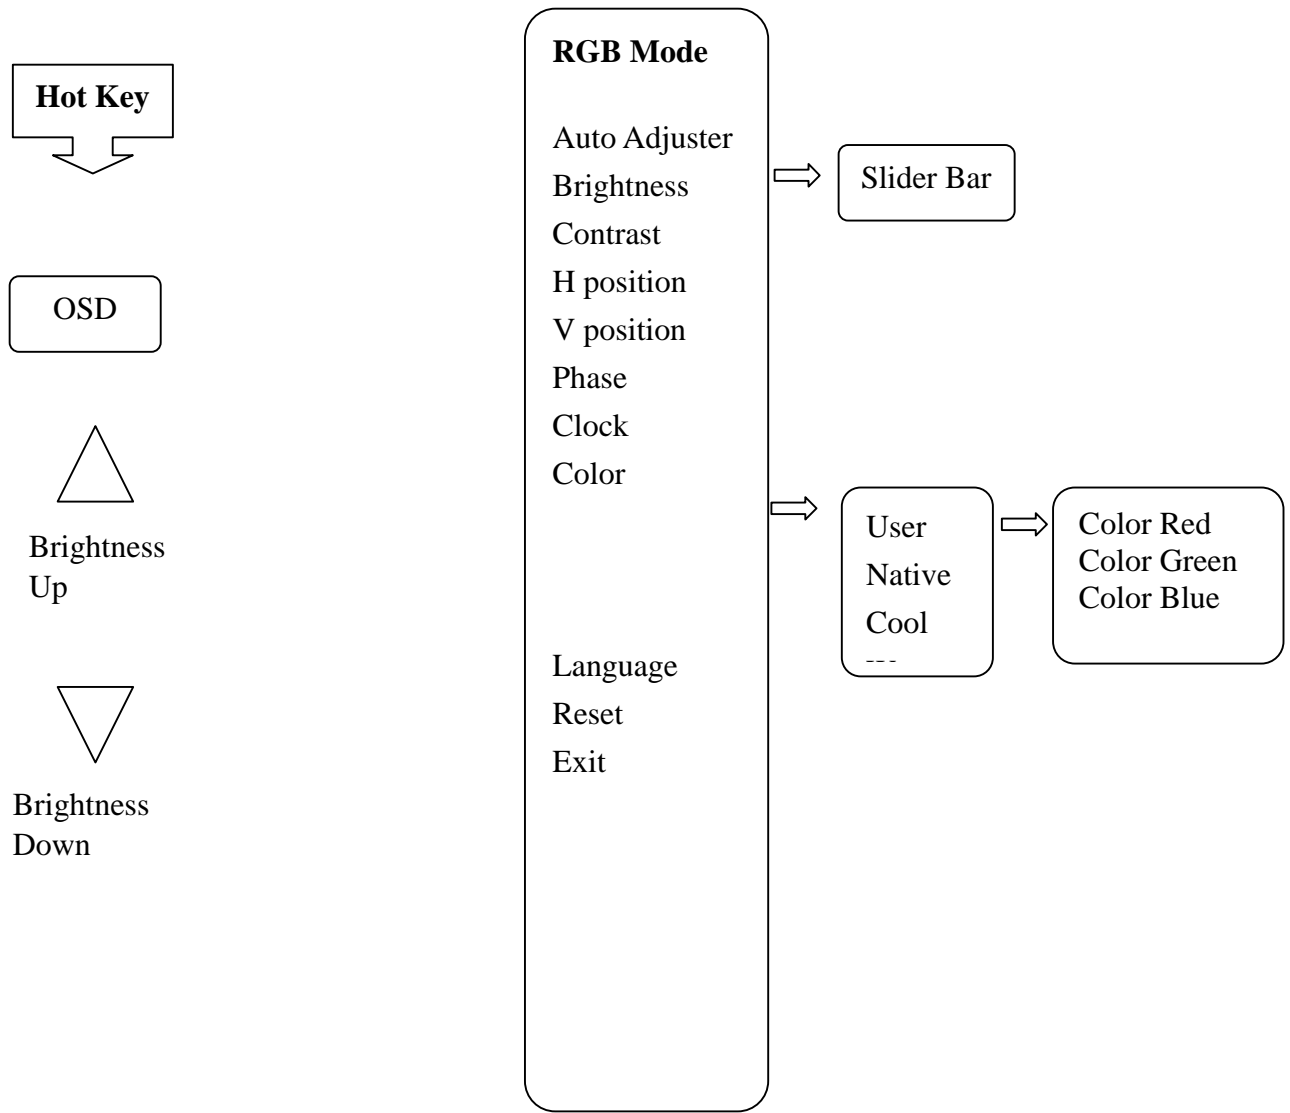 Hot Key
OSD
Brightness
Up
Brightness
Down
RGB Mode
Auto Adjuster
Brightness
Contrast
H position
V position
Phase
Clock
Color
Language
Reset
Exit
Slider Bar
User
Native
Cool
Color Red
Color Green
Color Blue